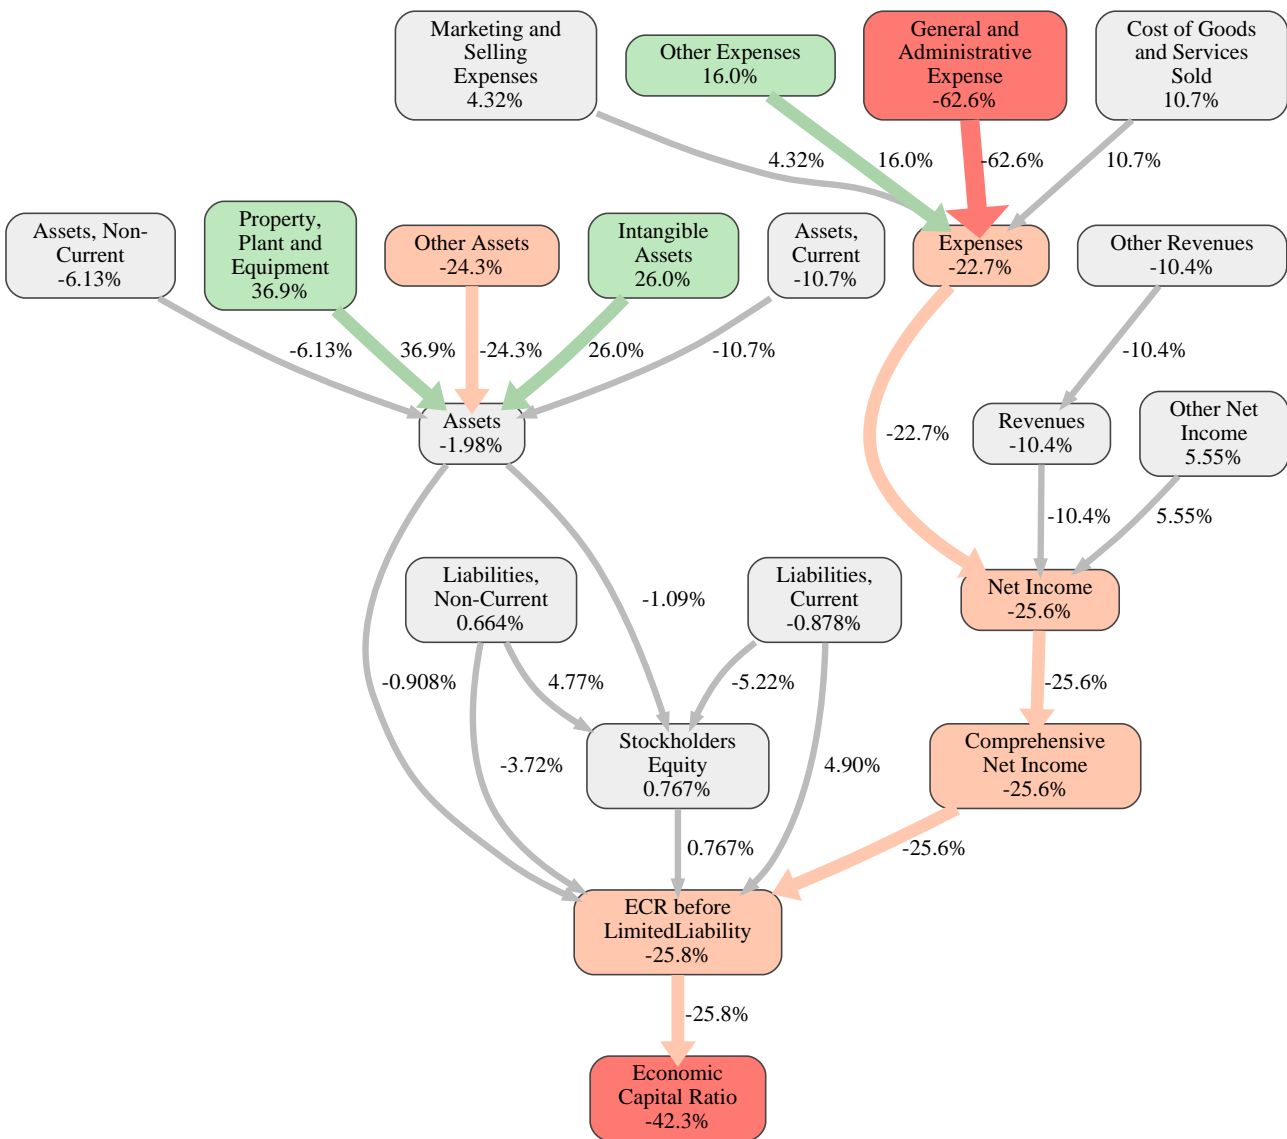 Marketing and
Selling
Expenses
4.32%
Other Expenses
16.0%
General and
Administrative
Expense
-62.6%
Cost of Goods
and Services
Sold
10.7%
4.32%
16.0%
-62.6%
10.7%
Assets, Non-
Current
-6.13%
Property,
Plant and
Equipment
36.9%
Other Assets
-24.3%
Intangible
Assets
26.0%
Assets,
Current
-10.7%
Expenses
-22.7%
Other Revenues
-10.4%
-6.13%
36.9%
-24.3%
26.0%
-10.7%
-10.4%
Assets
-1.98%
-22.7%
Revenues
-10.4%
Other Net
Income
5.55%
-10.4%
5.55%
Liabilities,
Non-Current
0.664%
-1.09%
Liabilities,
Current
-0.878%
Net Income
-25.6%
-0.908%
4.77%
-5.22%
-25.6%
-3.72%
Stockholders
Equity
0.767%
4.90%
Comprehensive
Net Income
-25.6%
0.767%
-25.6%
ECR before
LimitedLiability
-25.8%
-25.8%
Economic
Capital Ratio
-42.3%